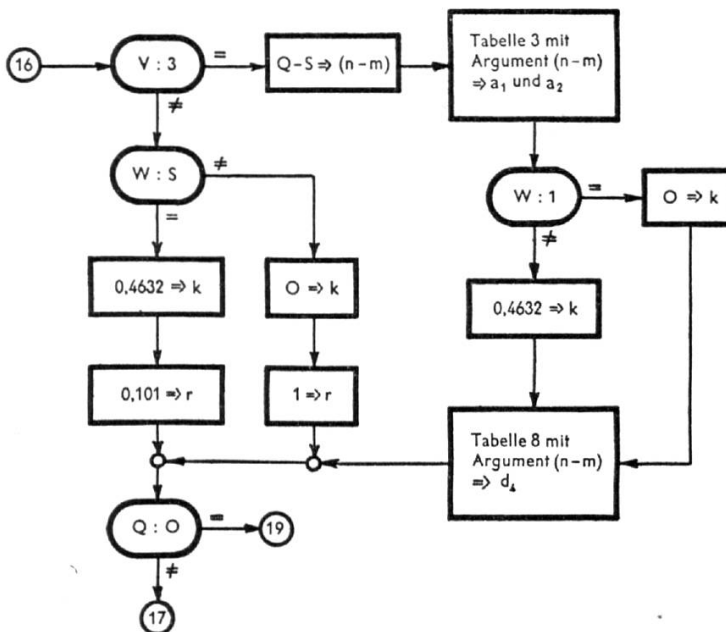 16
V : 3
=
Q-S ⇒ (n-m)
Tabelle 3 mit
Argument (n-m)
⇒ a₁ und a₂
≠
W : S
≠
=
W : 1
=
O ⇒ k
≠
0,4632 ⇒ k
O ⇒ k
0,4632 ⇒ k
0,101 ⇒ r
1 ⇒ r
Tabelle 8 mit
Argument (n-m)
⇒ d₄
Q : O
=
19
≠
17